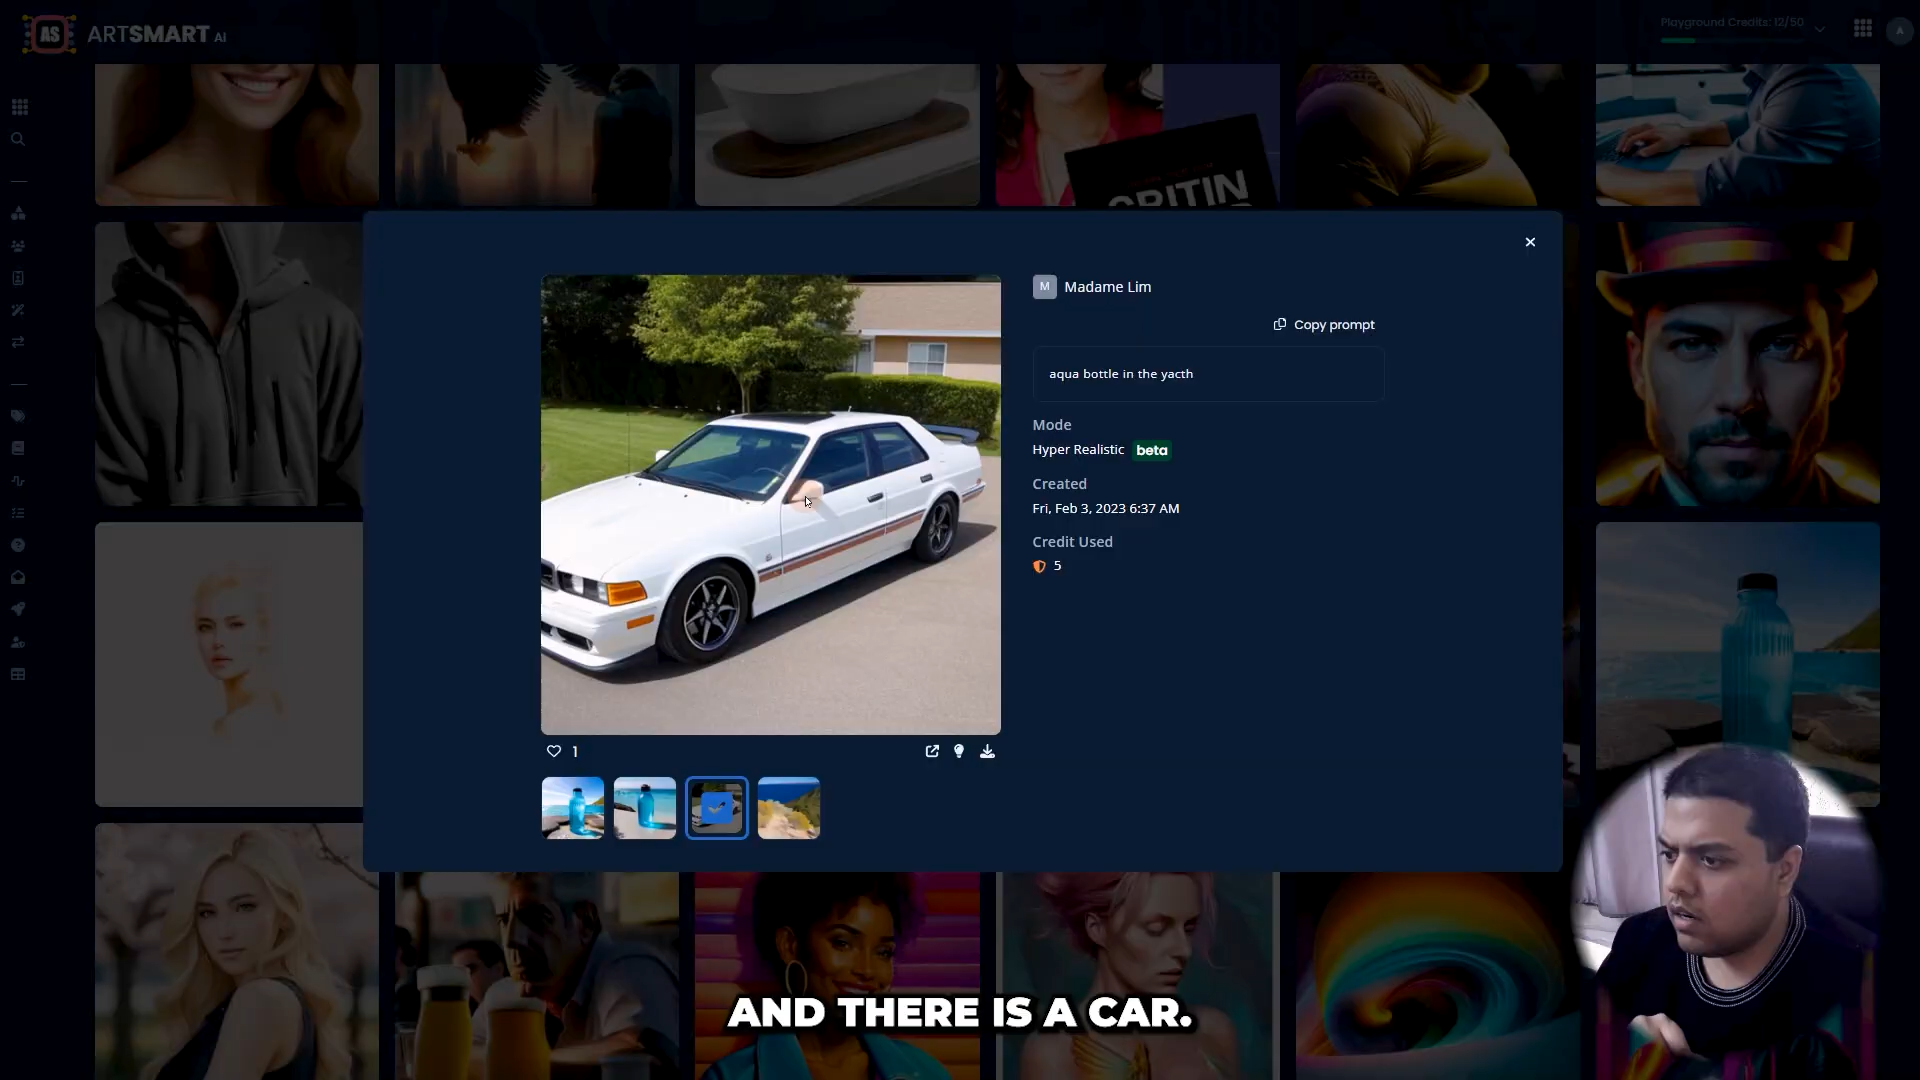 AS ARTSMART AI
Playground Credits: 12/50
A
M Madame Lim
Copy prompt
aqua bottle in the yacth
Mode
Hyper Realistic beta
Created
Fri, Feb 3, 2023 6:37 AM
Credit Used
5
1
AND THERE IS A CAR.